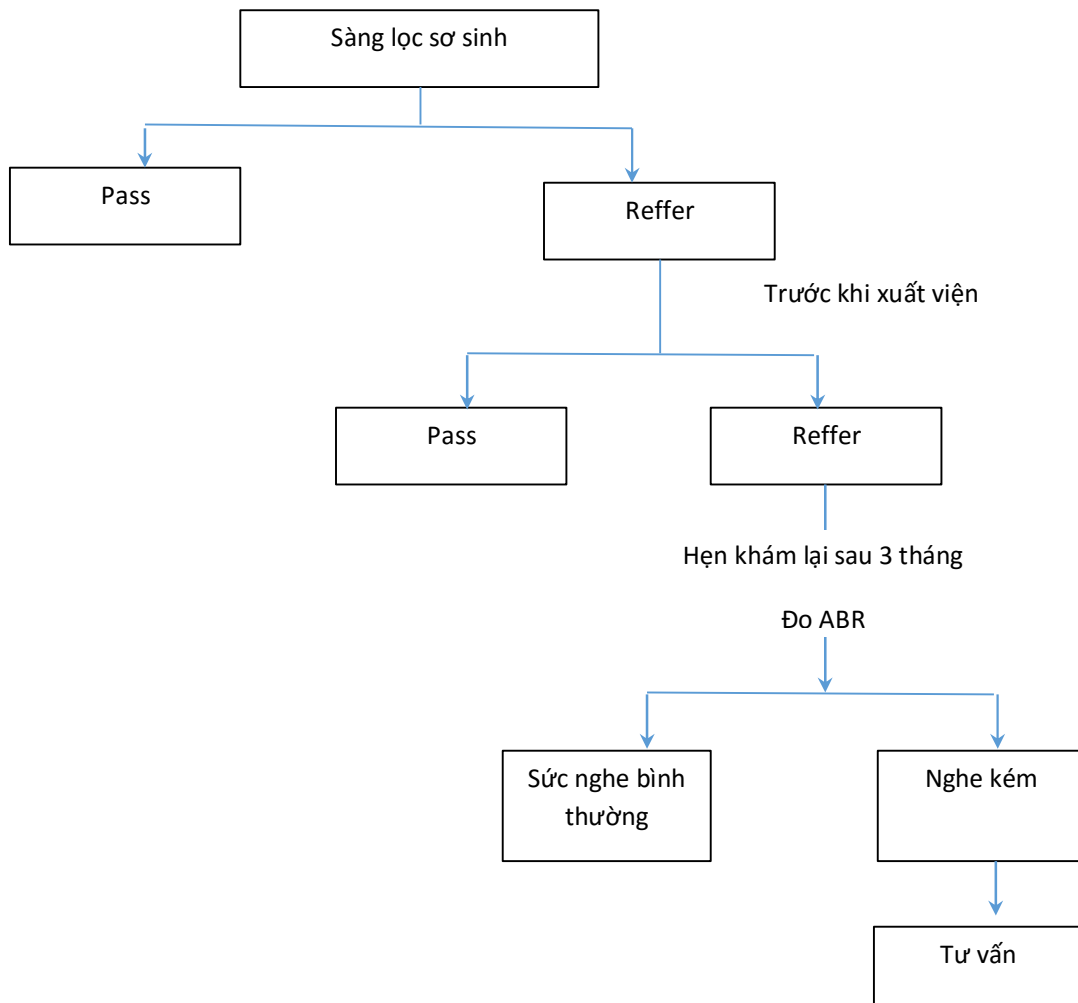 Sàng lọc sơ sinh
Pass
Reffer
Trước khi xuất viện
Pass
Reffer
Hẹn khám lại sau 3 tháng
Đo ABR
Sức nghe bình
thường
Nghe kém
Tư vấn